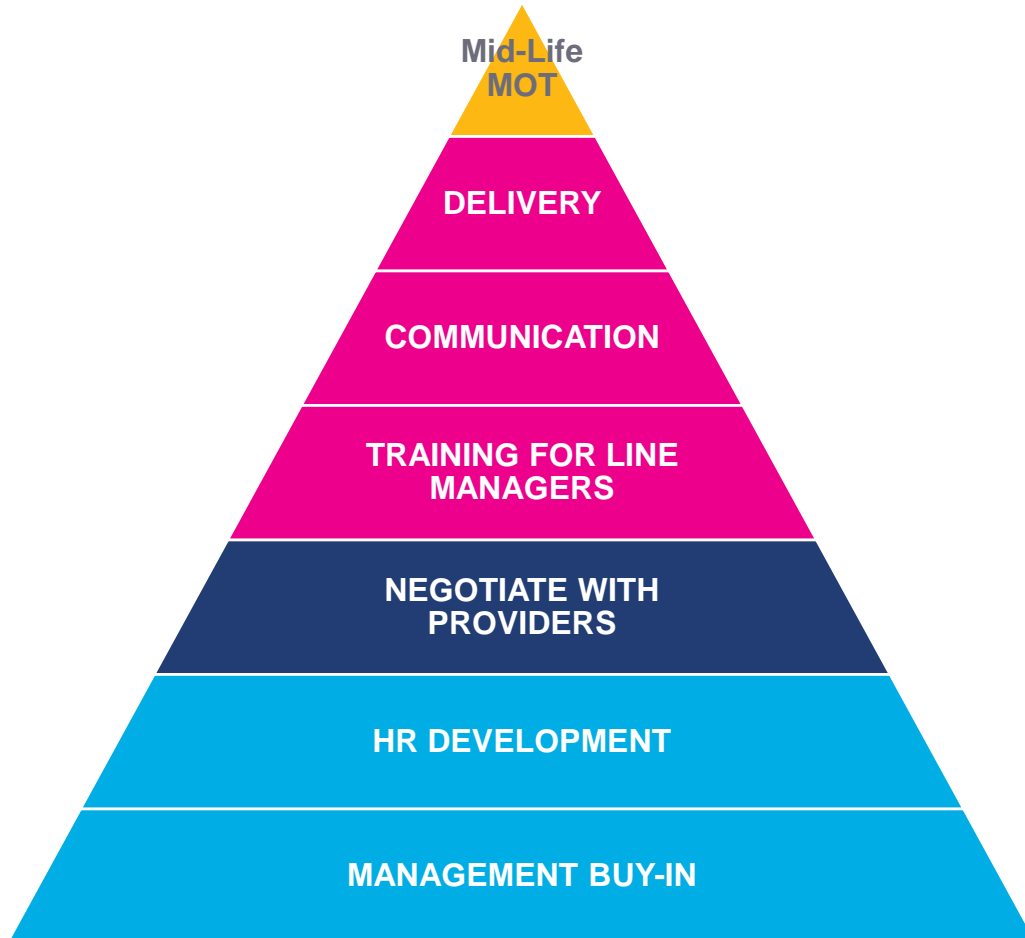 Mid-Life
MOT
DELIVERY
COMMUNICATION
TRAINING FOR LINE
MANAGERS
NEGOTIATE WITH
PROVIDERS
HR DEVELOPMENT
MANAGEMENT BUY-IN